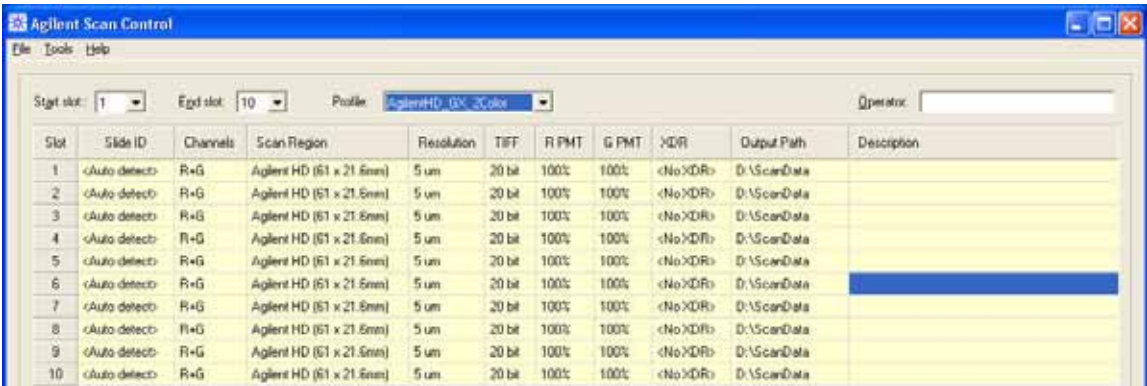 Agilent Scan Control
File Tools Help
Start slot: 1 End slot: 10 Profile: AgilentHD_GX_2Color Operator:
Slot Slide ID Channels Scan Region Resolution TIFF R PMT G PMT XDR Output Path Description
1 <Auto detect> R+G Agilent HD (61 x 21.6mm) 5 um 20 bit 100% 100% <No XDR> D:\ScanData
2 <Auto detect> R+G Agilent HD (61 x 21.6mm) 5 um 20 bit 100% 100% <No XDR> D:\ScanData
3 <Auto detect> R+G Agilent HD (61 x 21.6mm) 5 um 20 bit 100% 100% <No XDR> D:\ScanData
4 <Auto detect> R+G Agilent HD (61 x 21.6mm) 5 um 20 bit 100% 100% <No XDR> D:\ScanData
5 <Auto detect> R+G Agilent HD (61 x 21.6mm) 5 um 20 bit 100% 100% <No XDR> D:\ScanData
6 <Auto detect> R+G Agilent HD (61 x 21.6mm) 5 um 20 bit 100% 100% <No XDR> D:\ScanData
7 <Auto detect> R+G Agilent HD (61 x 21.6mm) 5 um 20 bit 100% 100% <No XDR> D:\ScanData
8 <Auto detect> R+G Agilent HD (61 x 21.6mm) 5 um 20 bit 100% 100% <No XDR> D:\ScanData
9 <Auto detect> R+G Agilent HD (61 x 21.6mm) 5 um 20 bit 100% 100% <No XDR> D:\ScanData
10 <Auto detect> R+G Agilent HD (61 x 21.6mm) 5 um 20 bit 100% 100% <No XDR> D:\ScanData